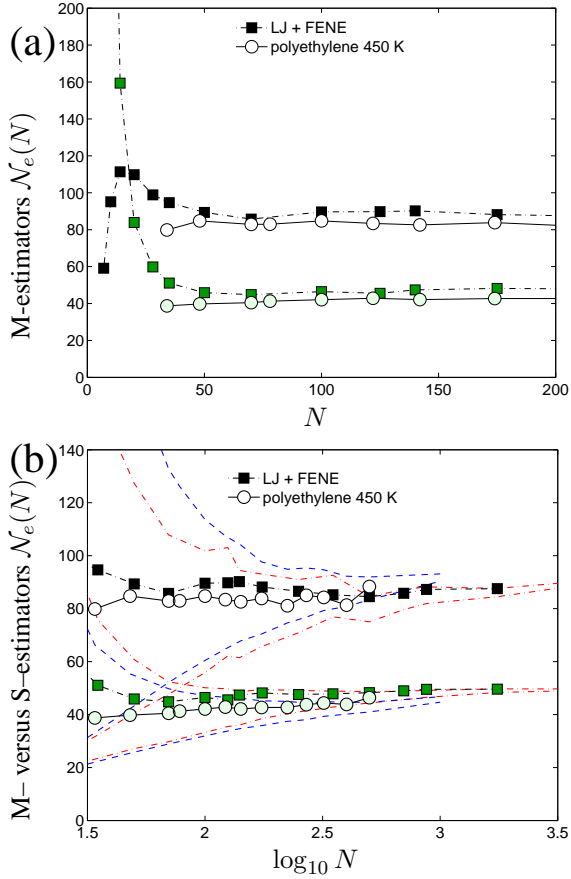 (a)
200
180
160
140
120
100
80
60
40
20
0
M-estimators 𝒩e(N)
LJ + FENE
polyethylene 450 K
0 50 100 150 200
N
(b)
140
120
100
80
60
40
20
0
M– versus S–estimators 𝒩e(N)
LJ + FENE
polyethylene 450 K
1.5 2 2.5 3 3.5
log10 N